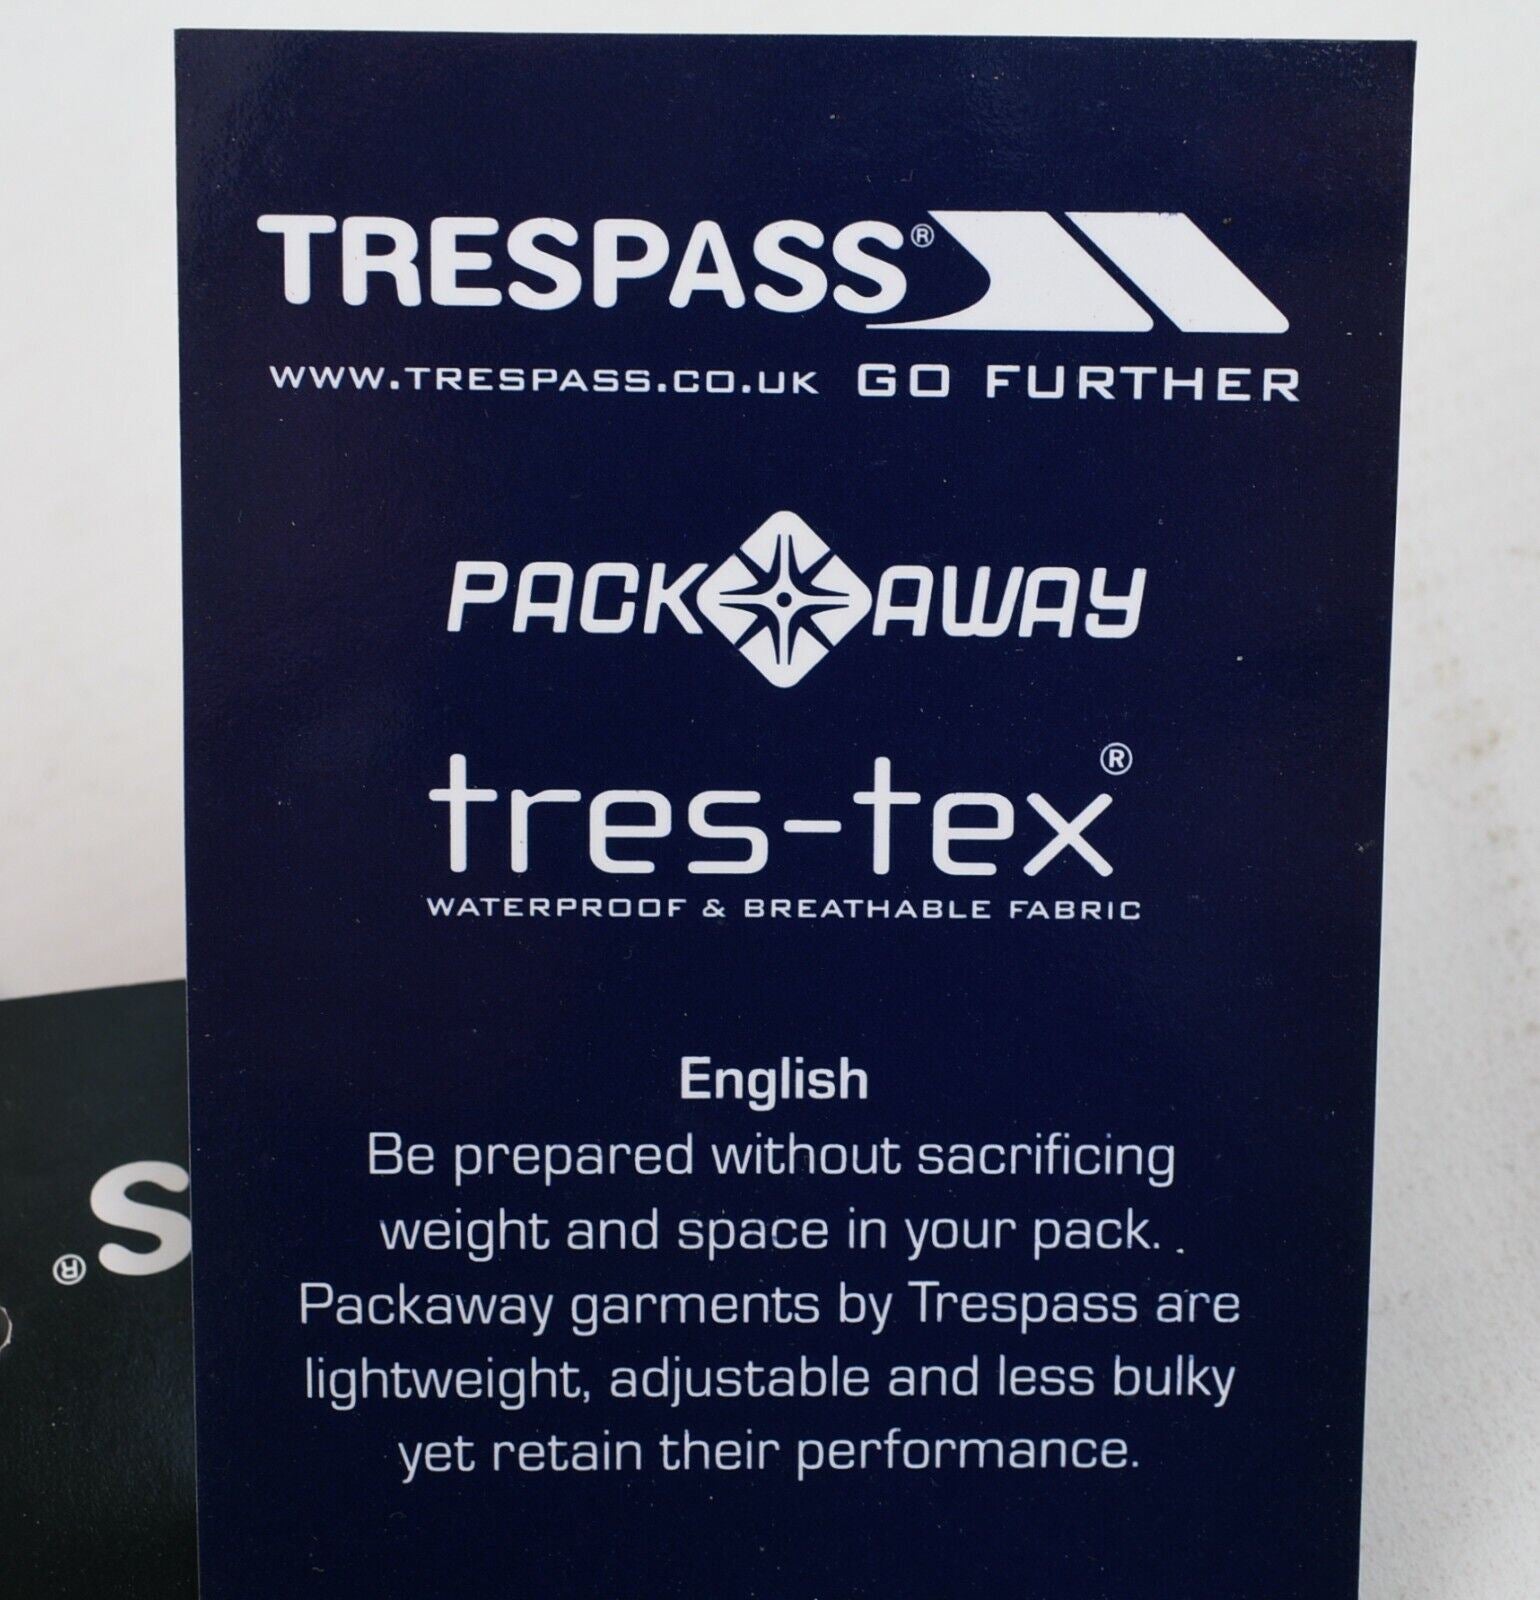 TRESPASS®
WWW.TRESPASS.CO.UK GO FURTHER
PACK AWAY
tres-tex®
WATERPROOF & BREATHABLE FABRIC
English
Be prepared without sacrificing
weight and space in your pack. .
Packaway garments by Trespass are
lightweight, adjustable and less bulky
yet retain their performance.
S®